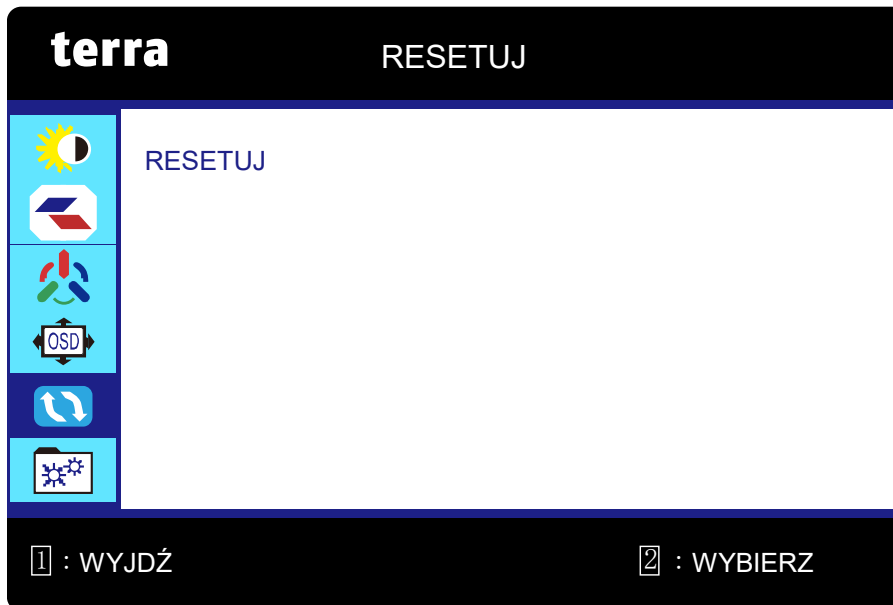 terra
RESETUJ
RESETUJ
OSD
1 : WYJDŹ
2 : WYBIERZ